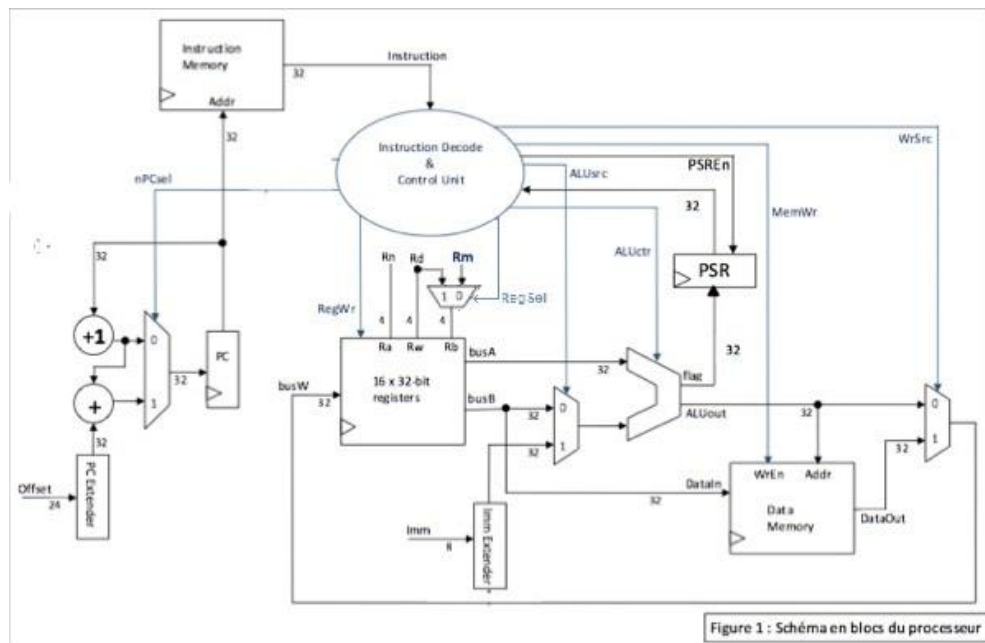 Instruction
Memory
Addr
32
Instruction
32
Instruction Decode
&
Control Unit
nPCsel
ALUsrc
PSREn
WrSrc
MemWr
32
32
ALUctr
PSR
Rn
Rd
Rm
1 0
RegSel
RegWr
4
4
4
32
+1
0
1
+
32
PC
32
PC Extender
Offset
24
Ra
Rw
Rb
16 x 32-bit
registers
busW
32
busA
32
busB
32
0
1
32
flag
32
ALUout
32
0
1
32
Imm
8
Imm Extender
DataIn
32
WrEn
Addr
Data
Memory
DataOut
Figure 1 : Schéma en blocs du processeur